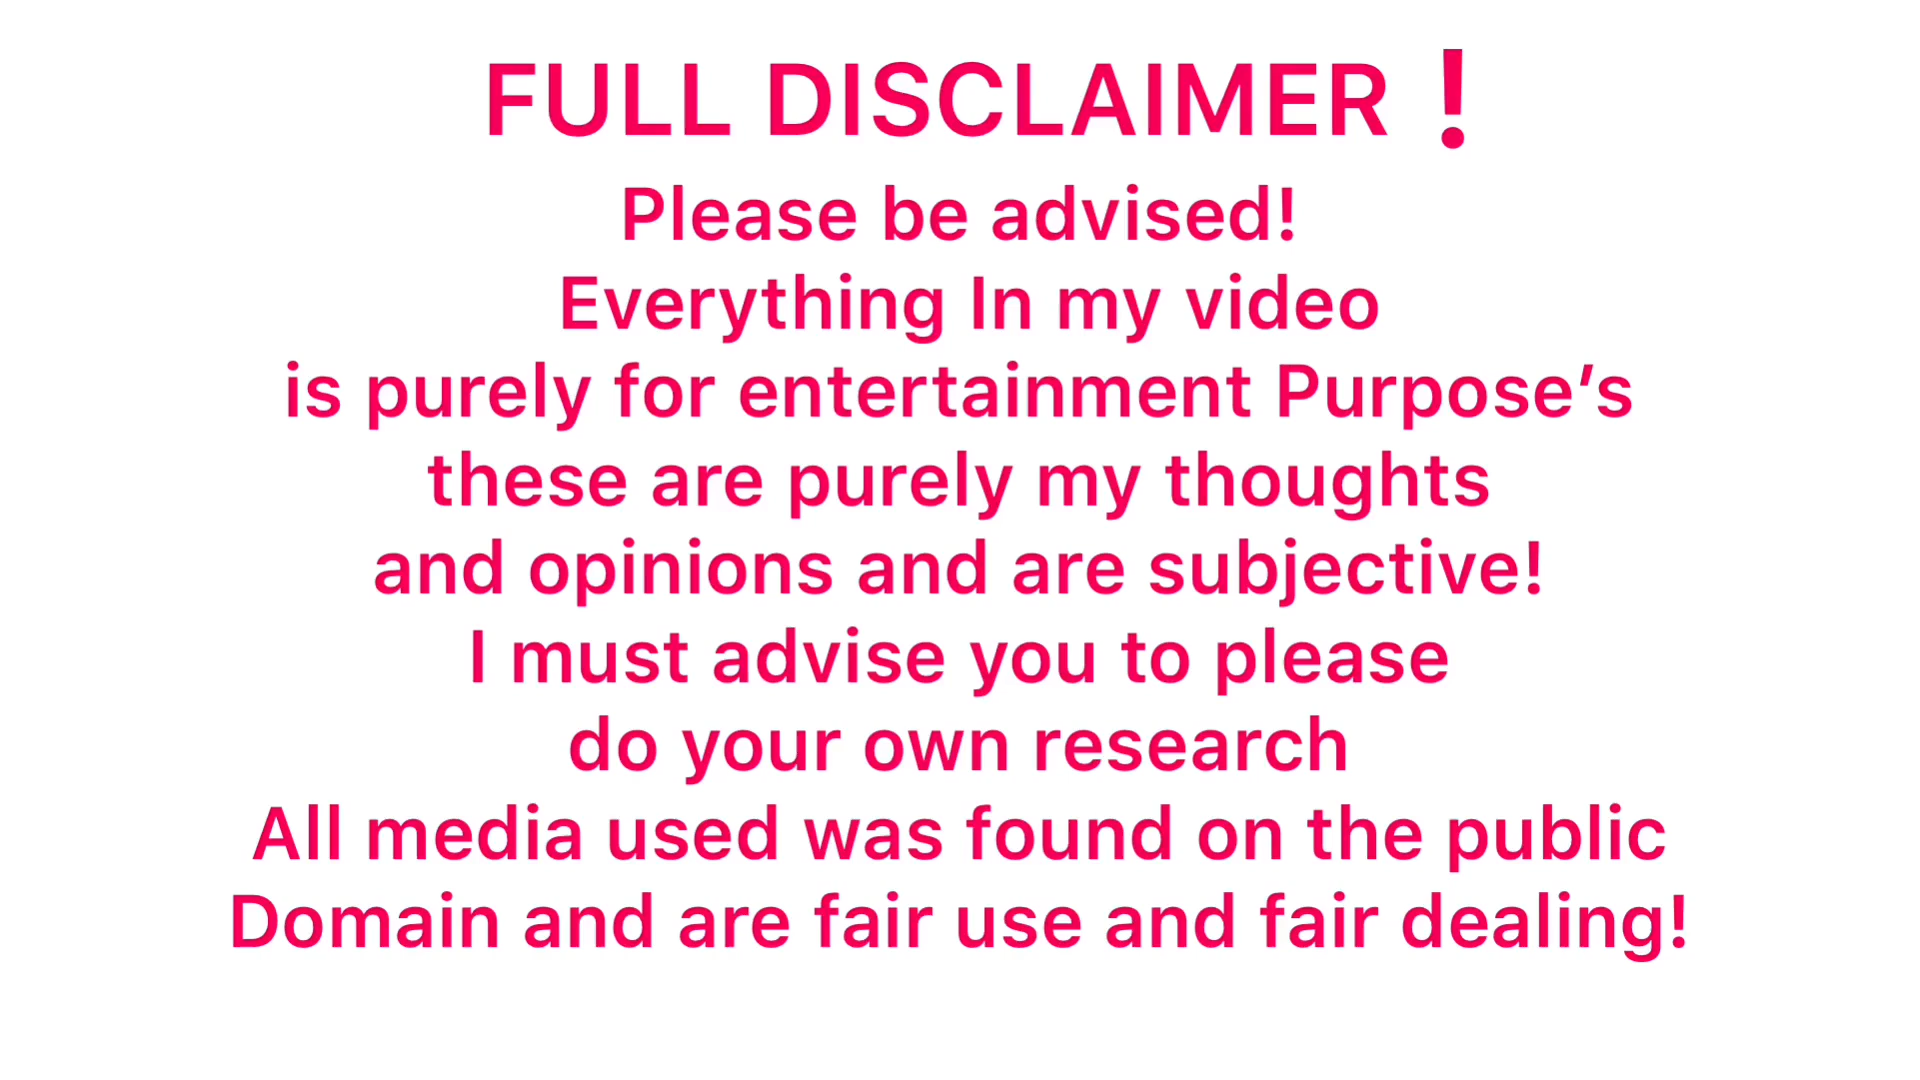 FULL DISCLAIMER❗
Please be advised!
Everything In my video
is purely for entertainment Purpose’s
these are purely my thoughts
and opinions and are subjective!
I must advise you to please
do your own research
All media used was found on the public
Domain and are fair use and fair dealing!